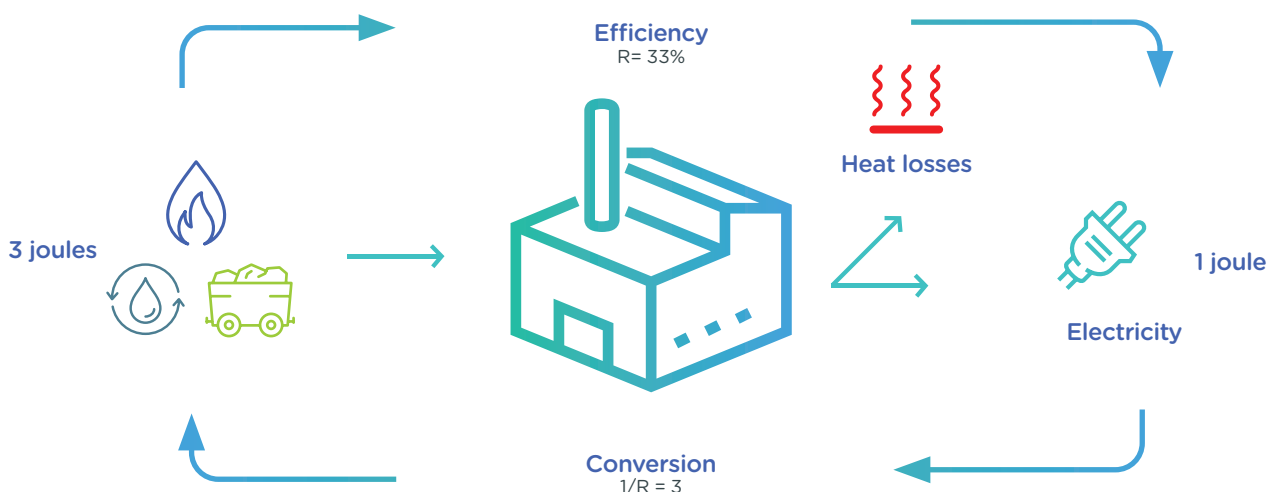 Efficiency
R= 33%
Heat losses
3 joules
1 joule
Electricity
Conversion
1/R = 3